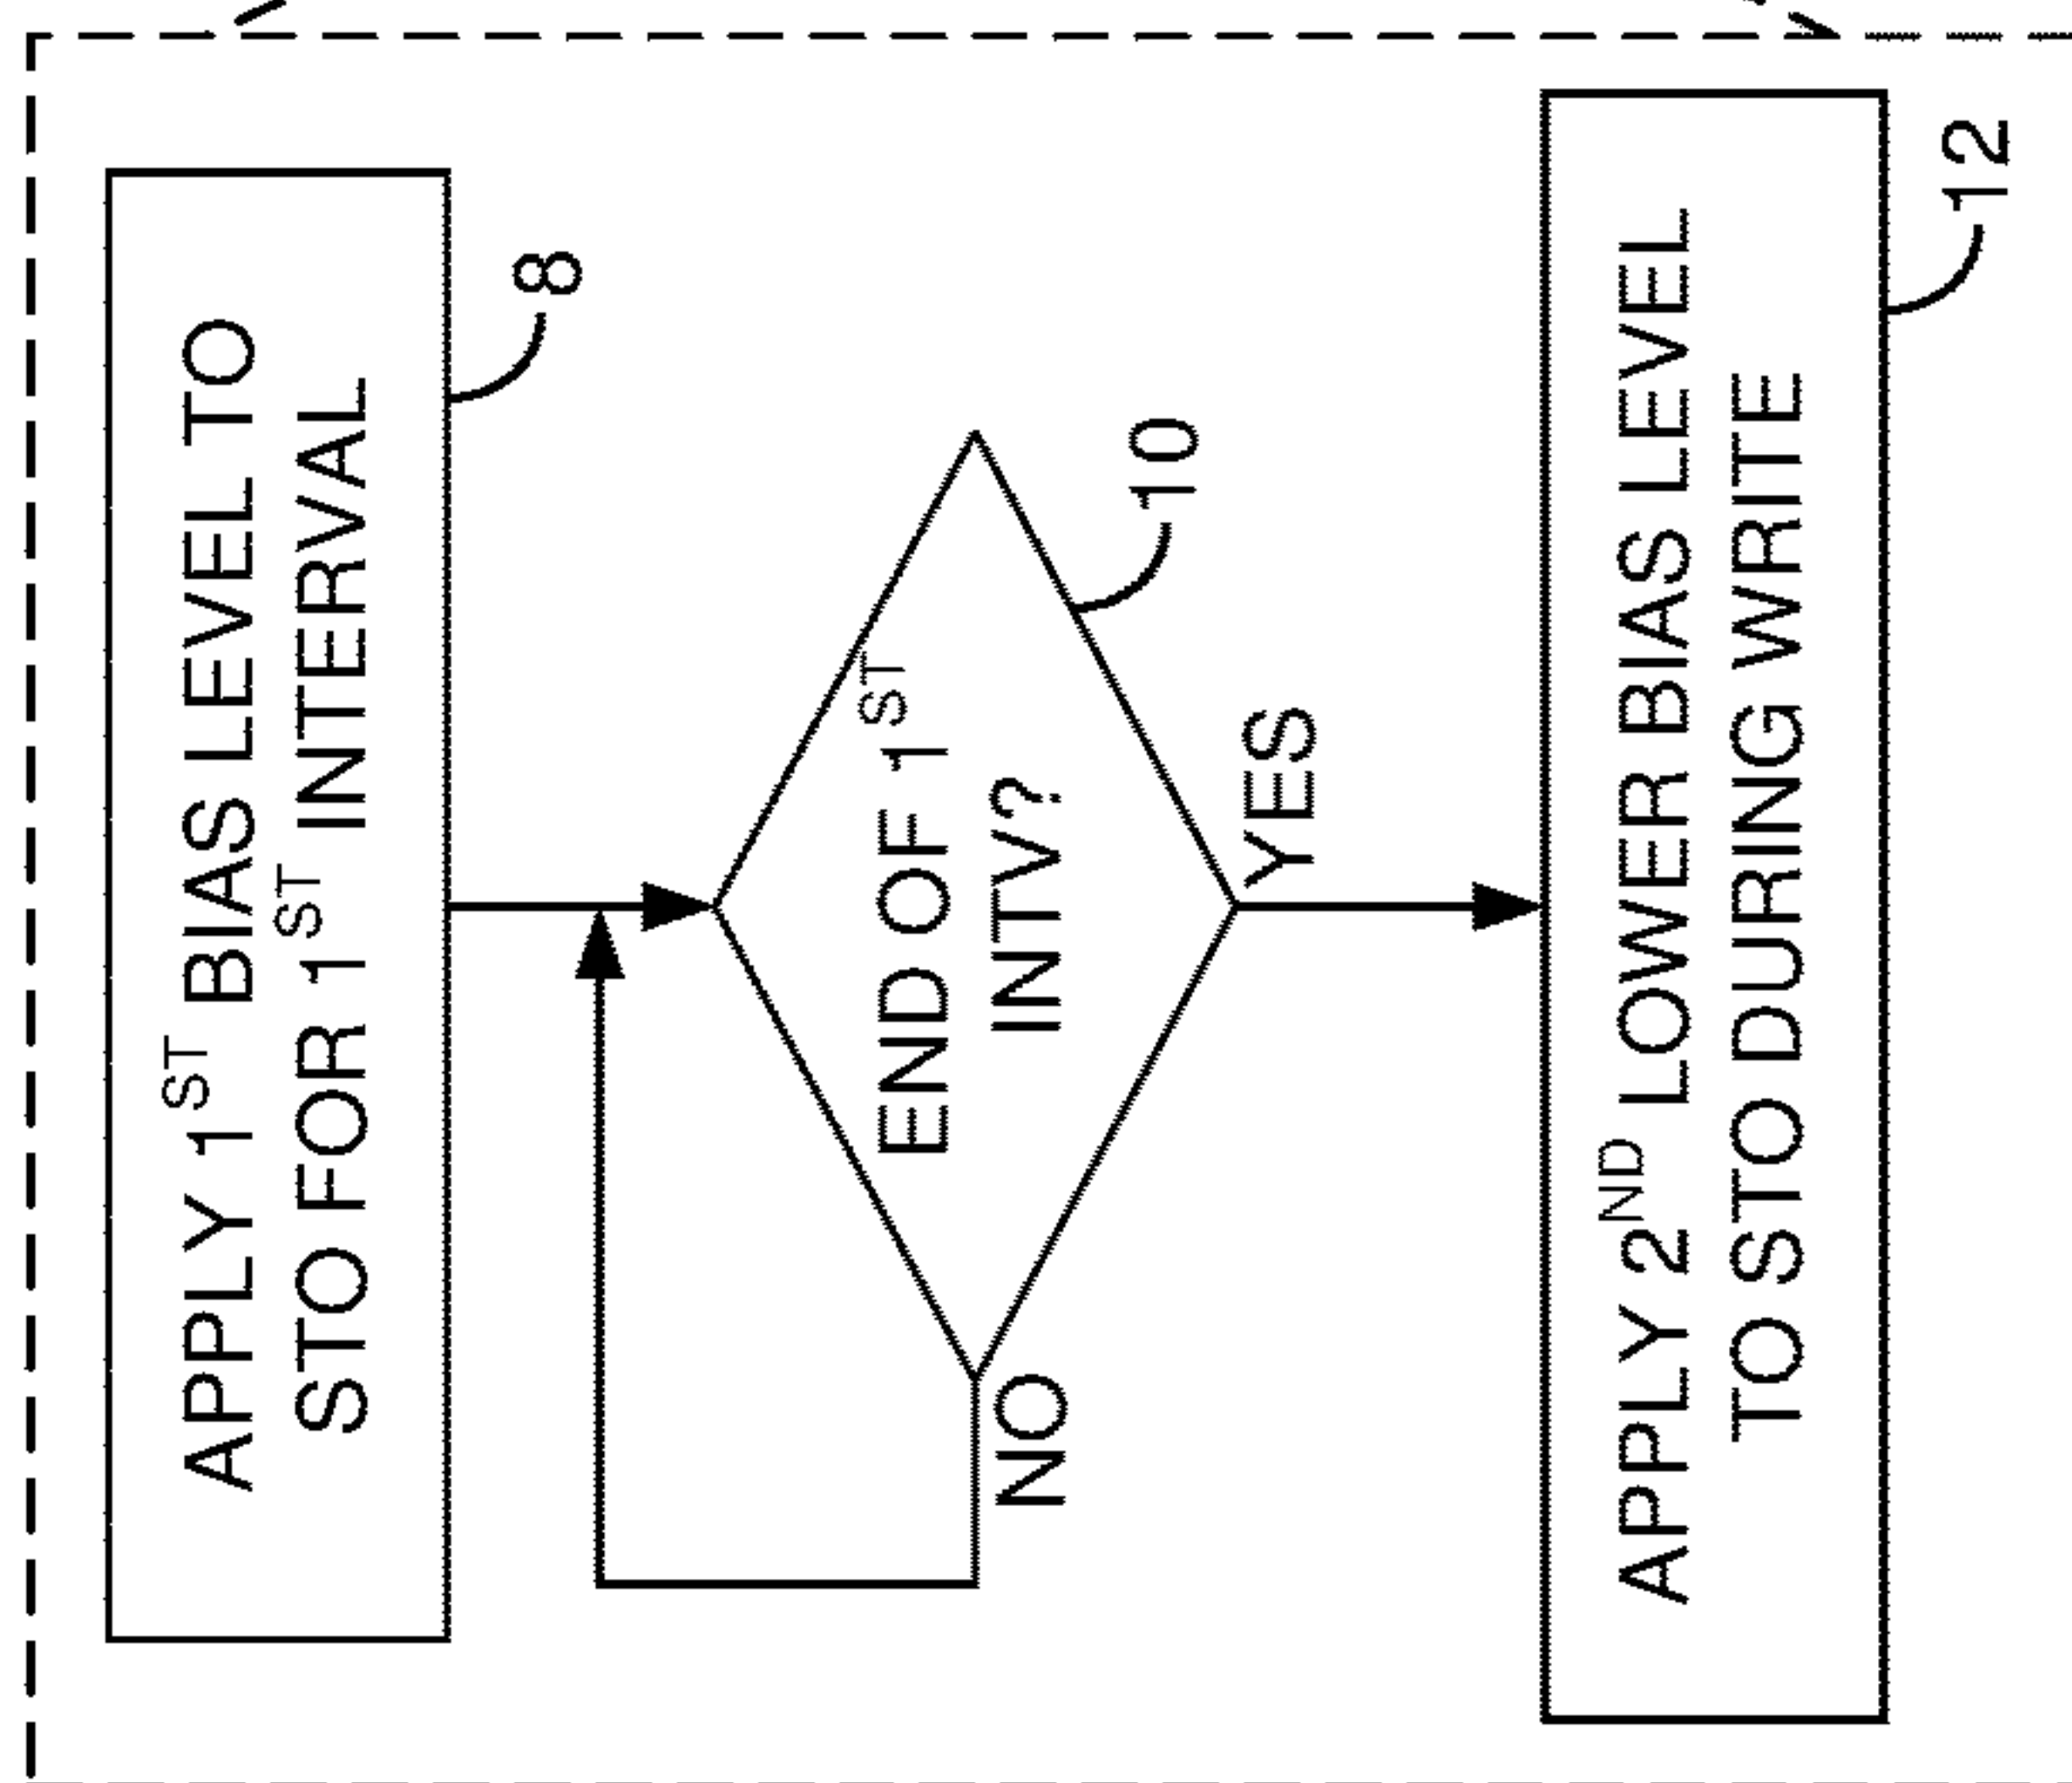 APPLY 1ST BIAS LEVEL TO
STO FOR 1ST INTERVAL
8
END OF 1ST
INTV?
10
NO
YES
APPLY 2ND LOWER BIAS LEVEL
TO STO DURING WRITE
12